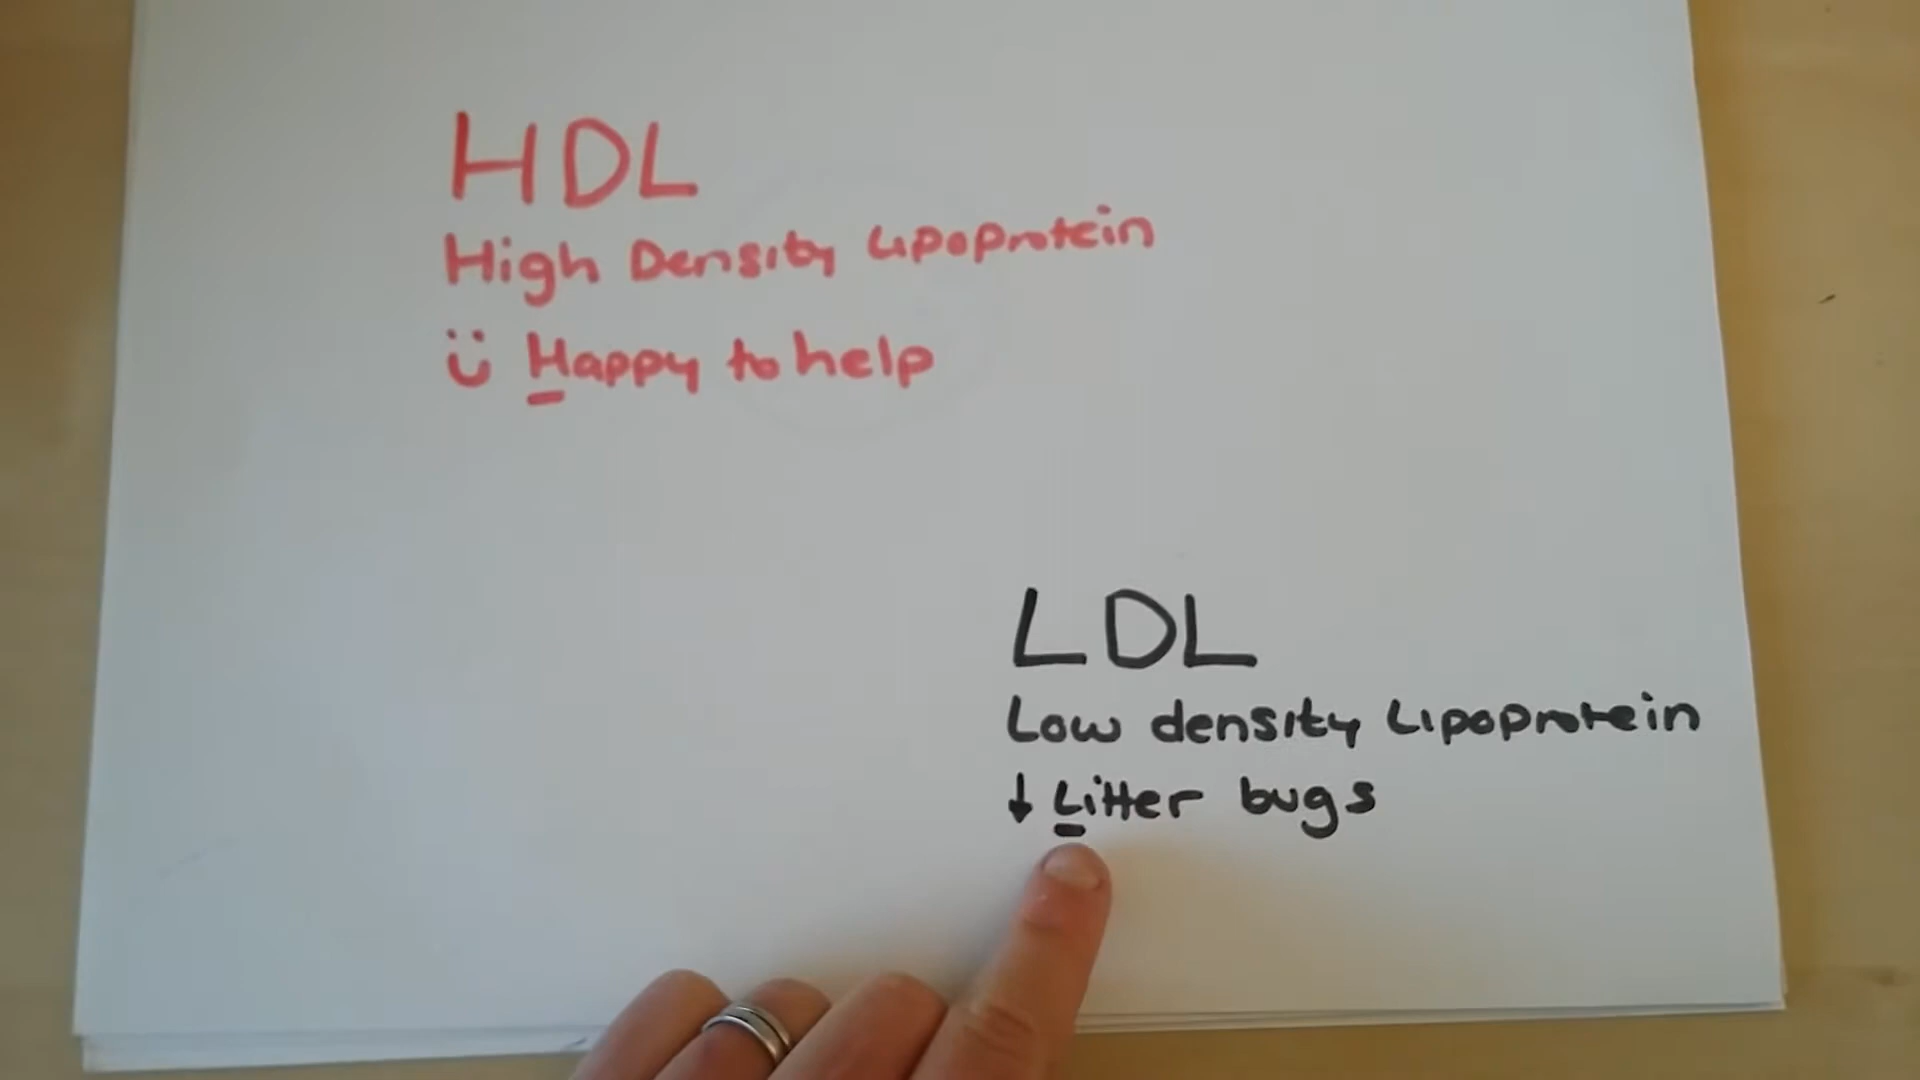 HDL
High Density Lipoprotein
Happy to help
LDL
Low density Lipoprotein
↓ Litter bugs